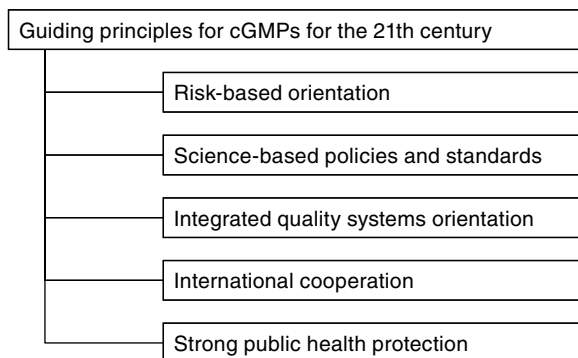 Guiding principles for cGMPs for the 21th century
Risk-based orientation
Science-based policies and standards
Integrated quality systems orientation
International cooperation
Strong public health protection